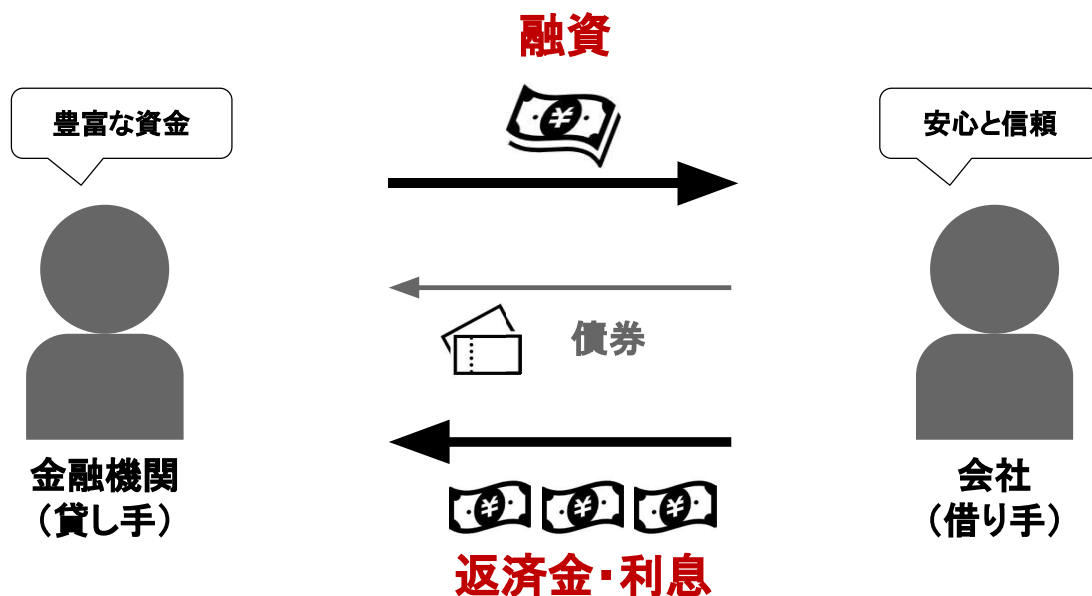 融資
豊富な資金
安心と信頼
¥
債券
金融機関
（貸し手）
会社
（借り手）
¥ ¥ ¥
返済金・利息